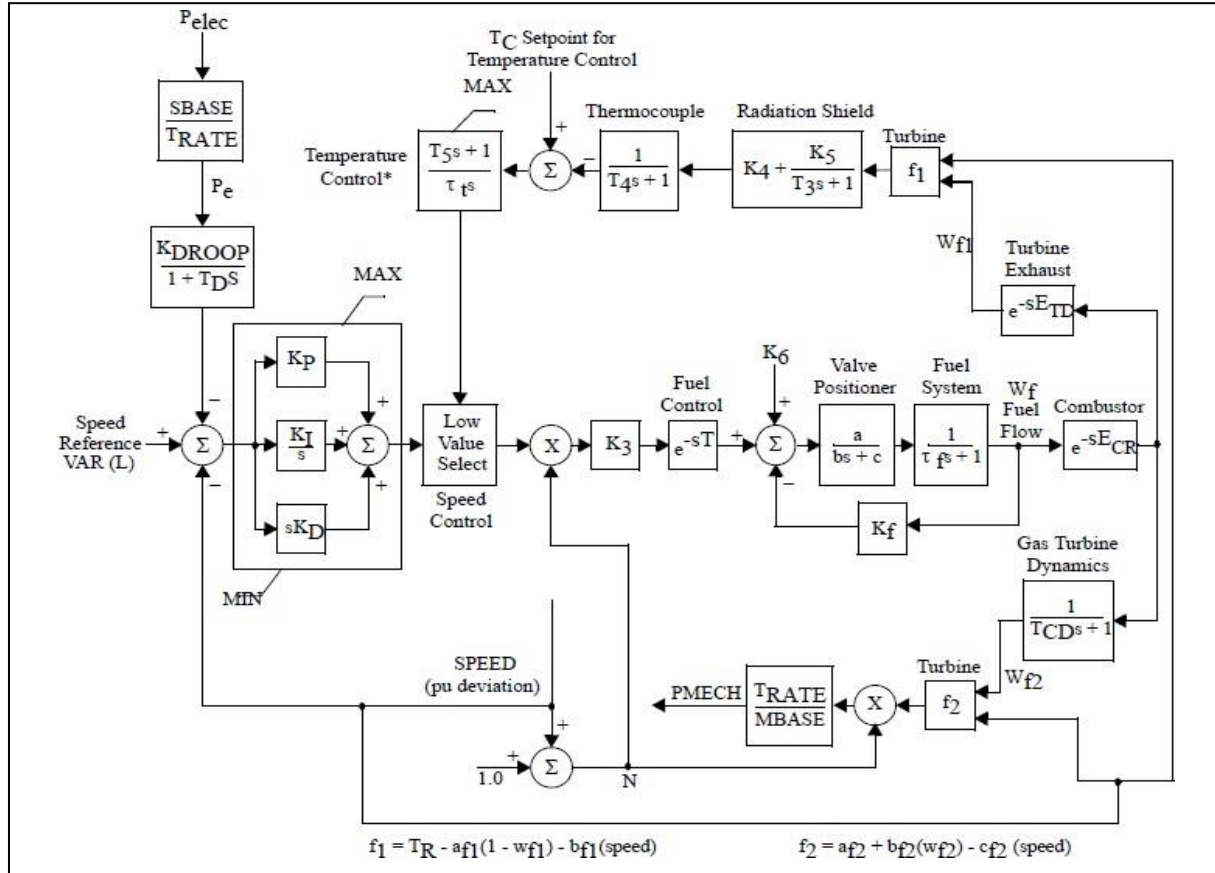 Pelec
SBASE
TRATE
Pe
KDROOP
1 + TDS
TC Setpoint for
Temperature Control
MAX
Temperature
Control*
T5s + 1
τ ts
+
Σ
−
Thermocouple
1
T4s + 1
Radiation Shield
K4 + K5
T3s + 1
Turbine
f1
Wf1
Turbine
Exhaust
e-sETD
MAX
Speed
Reference
VAR (L)
+
−
Σ
−
KP
KI
s
sKD
+
+
+
Σ
MIN
Low
Value
Select
Speed
Control
X
K3
Fuel
Control
e-sT
K6
+
+
Σ
−
Valve
Positioner
a
bs + c
Fuel
System
1
τ fs + 1
Wf
Fuel
Flow
Combustor
e-sECR
Kf
Gas Turbine
Dynamics
1
TCDs + 1
Wf2
Turbine
f2
X
TRATE
MBASE
PMECH
SPEED
(pu deviation)
+
+
1.0
Σ
N
f1 = TR - af1(1 - wf1) - bf1(speed)
f2 = af2 + bf2(wf2) - cf2 (speed)